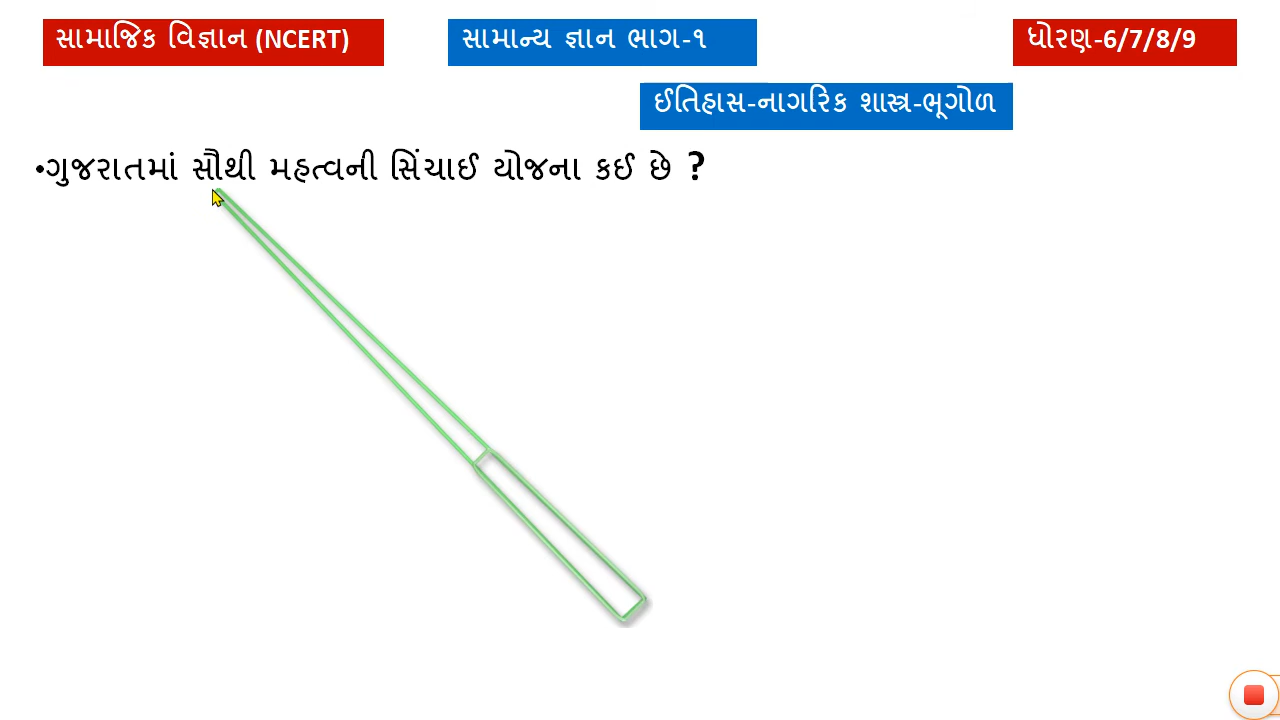 સામાજિક વિજ્ઞાન (NCERT)
સામાન્ય જ્ઞાન ભાગ-૧
ધોરણ-6/7/8/9
ઈતિહાસ-નાગરિક શાસ્ત્ર-ભૂગોળ
•ગુજરાતમાં સૌથી મહત્વની સિંચાઈ યોજના કઈ છે ?